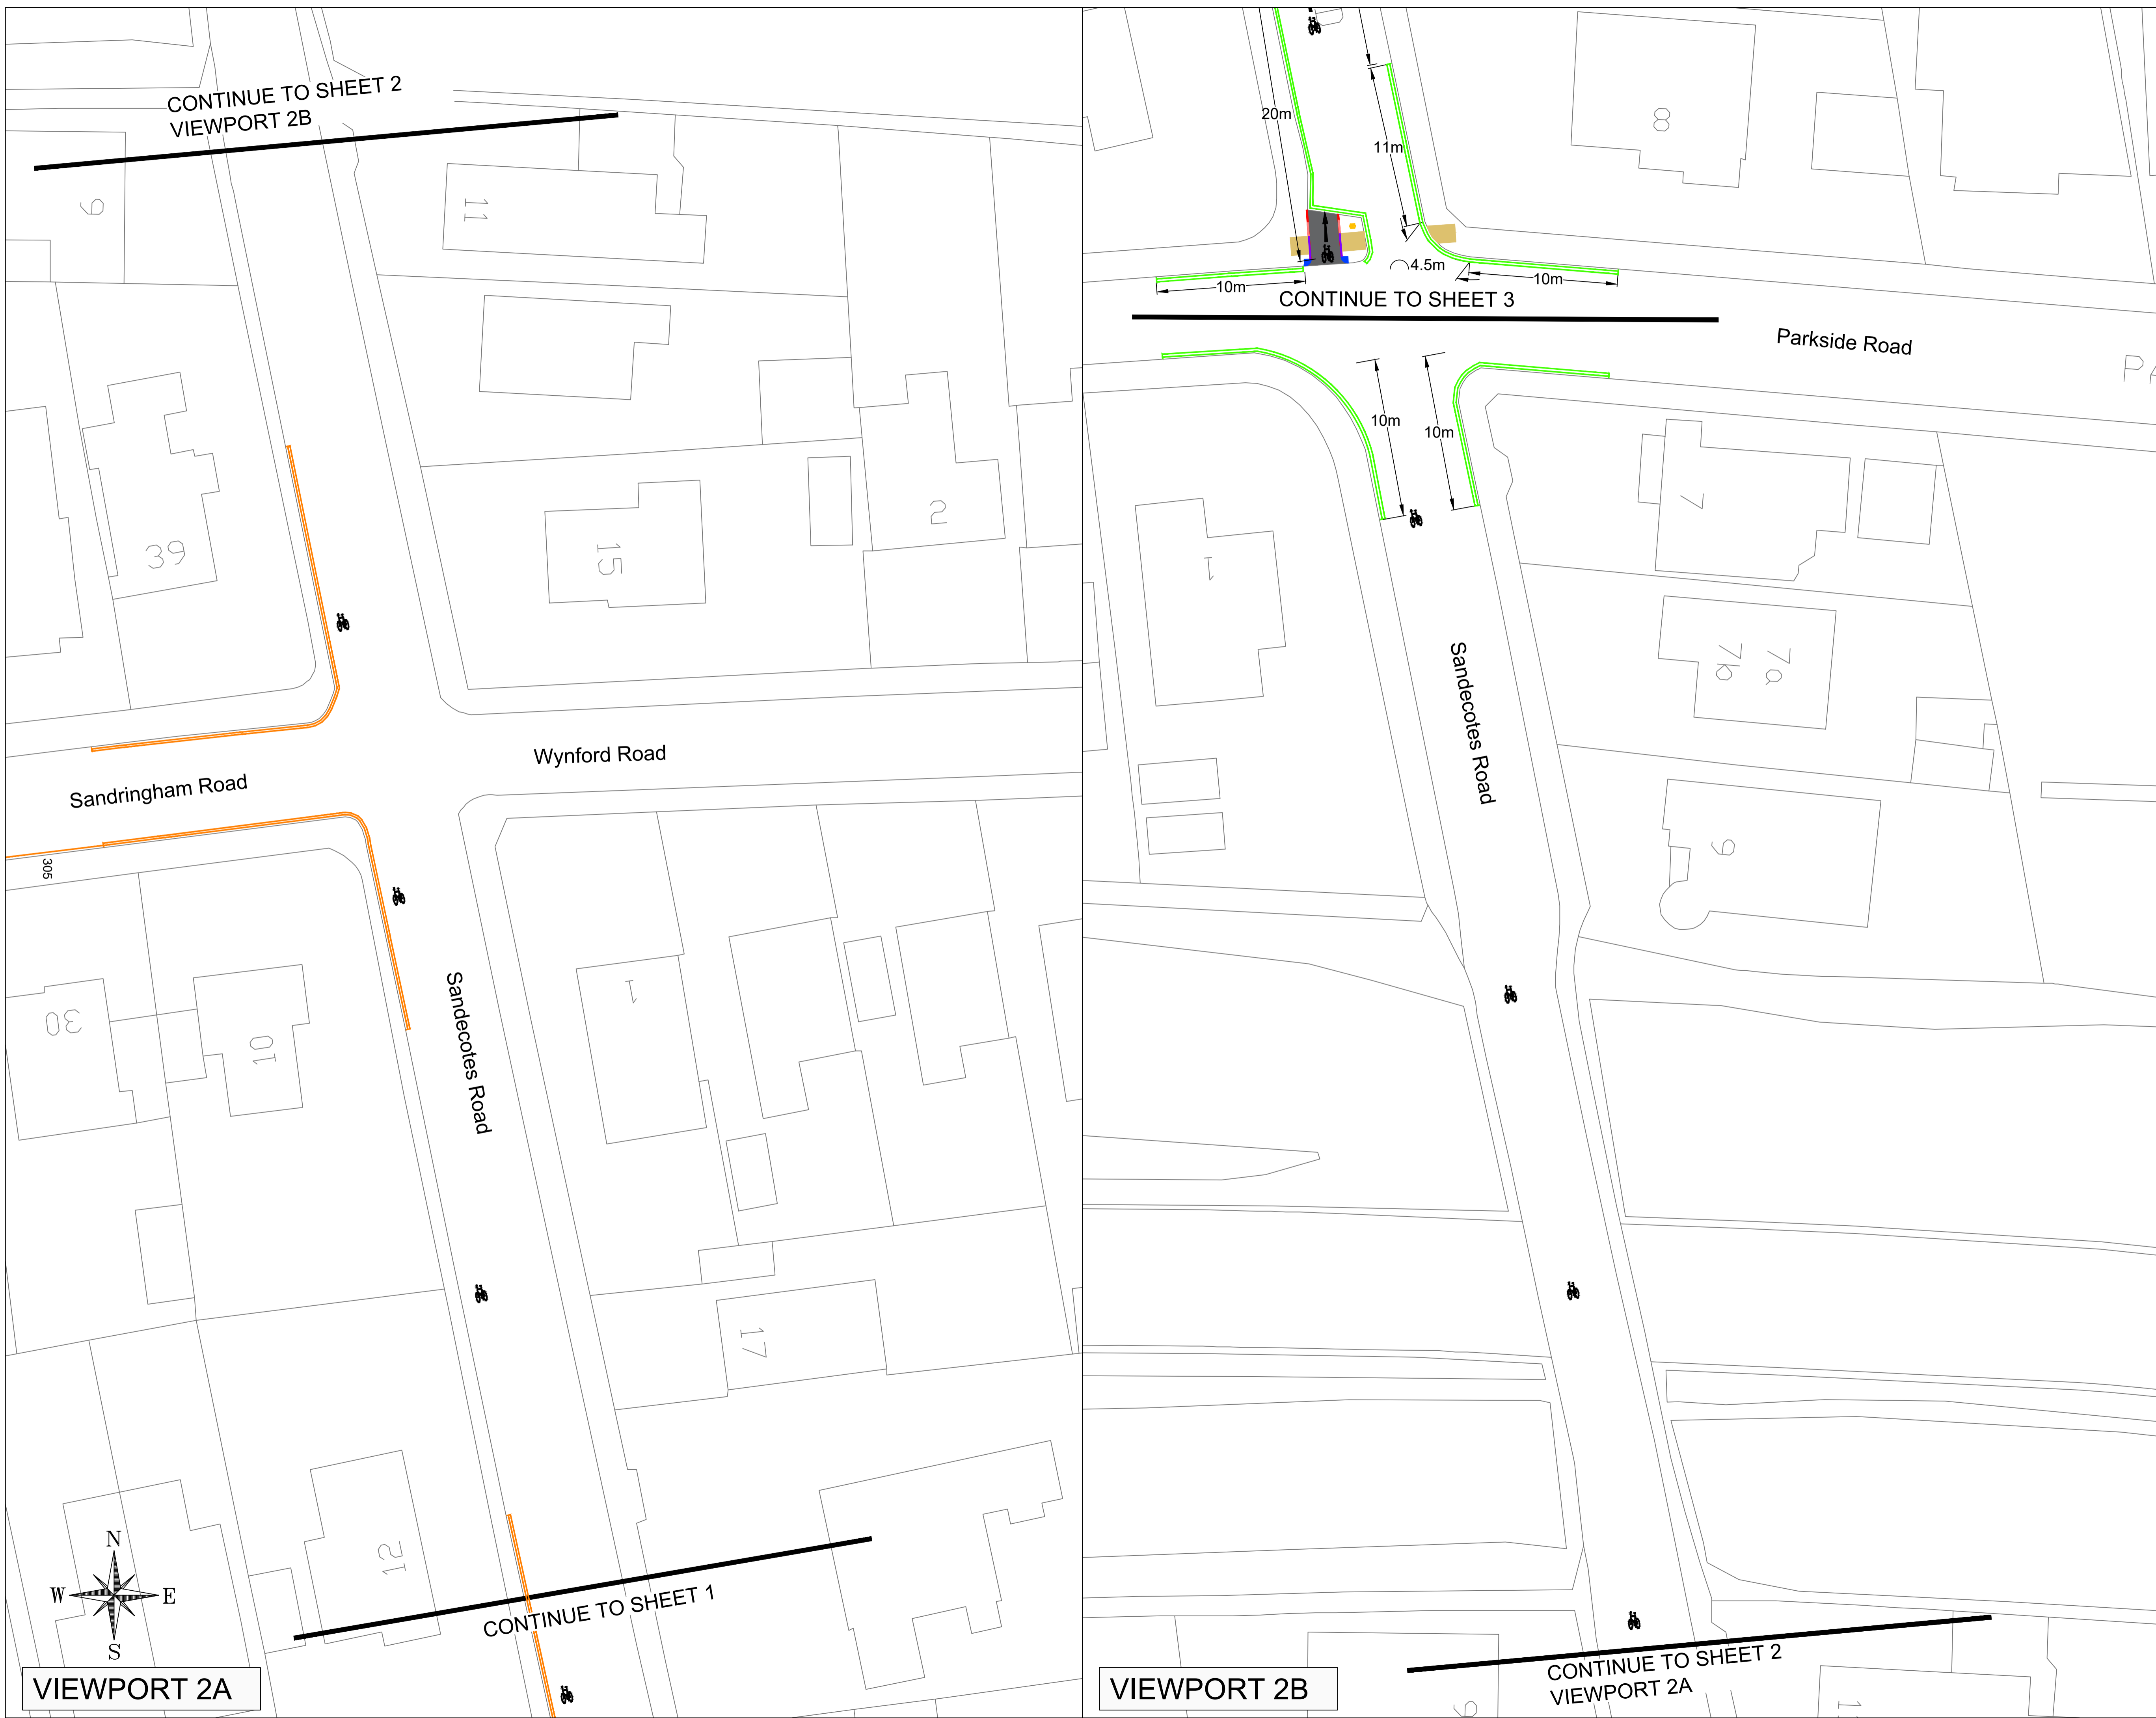 CONTINUE TO SHEET 2
VIEWPORT 2B
9
11
39
15
2
Wynford Road
Sandringham Road
305
30
10
1
Sandecotes Road
17
12
N
W E
S
CONTINUE TO SHEET 1
VIEWPORT 2A
20m
11m
8
4.5m
10m
10m
CONTINUE TO SHEET 3
Parkside Road
PA
10m
10m
7
1
Sandecotes Road
7a
9
CONTINUE TO SHEET 2
VIEWPORT 2A
9
VIEWPORT 2B